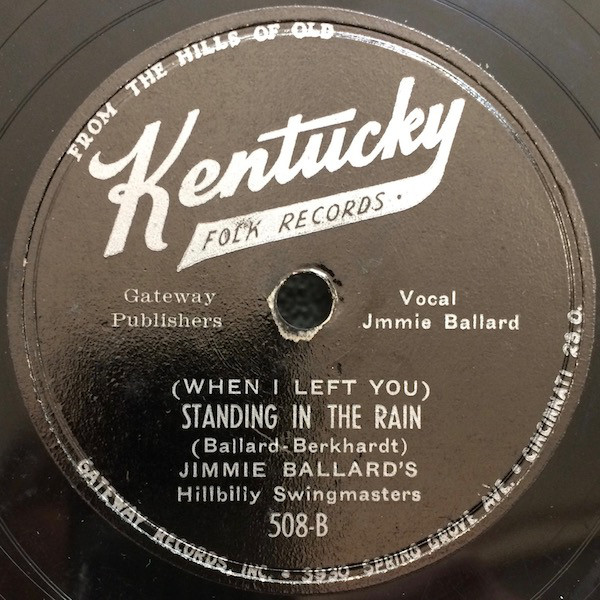 FROM THE HILLS OF OLD
Kentucky
FOLK RECORDS.
Gateway
Publishers
Vocal
Jmmie Ballard
(WHEN I LEFT YOU)
STANDING IN THE RAIN
(Ballard-Berkhardt)
JIMMIE BALLARD'S
Hillbilly Swingmasters
508-B
GATEWAY RECORDS, INC. • 3930 SPRING GROVE AVE. • CINCINNATI 23 O.